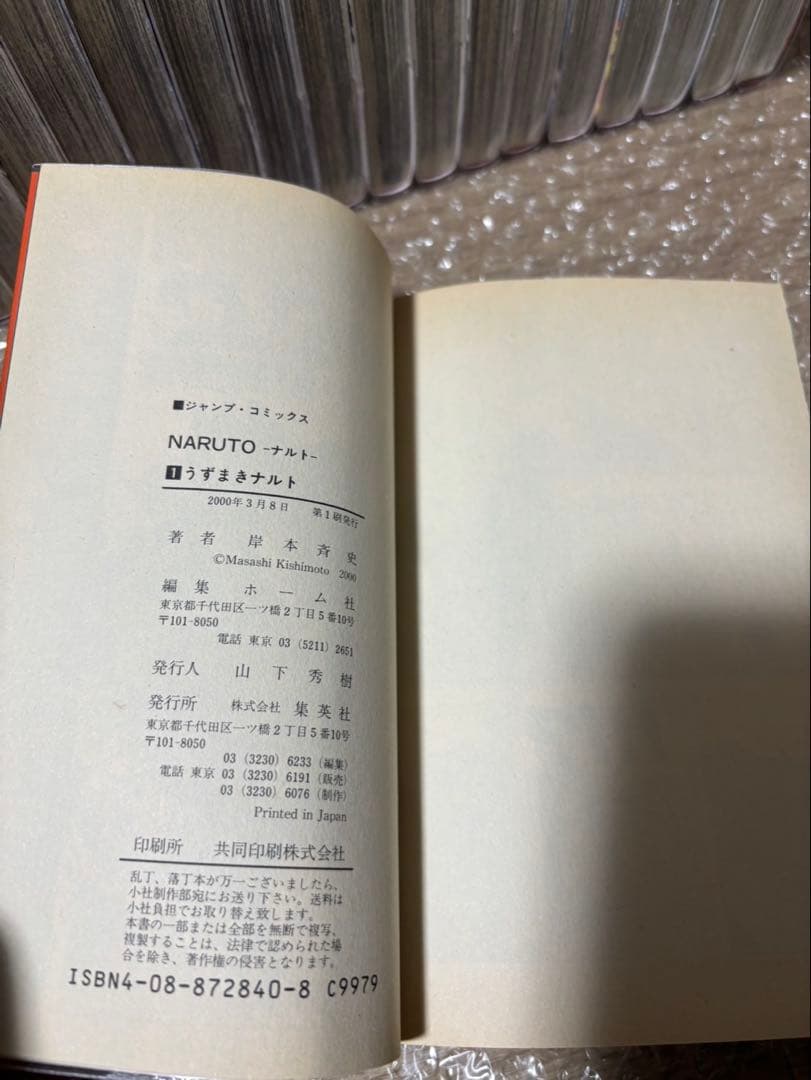 ■ジャンプ・コミックス
NARUTO -ナルト-
1 うずまきナルト
2000年3月8日 第1刷発行
著者 岸本斉史
©Masashi Kishimoto 2000
編集 ホーム社
東京都千代田区一ツ橋2丁目5番10号
〒101-8050
電話 東京 03 (5211) 2651
発行人 山下秀樹
発行所 株式会社 集英社
東京都千代田区一ツ橋2丁目5番10号
〒101-8050
03 (3230) 6233 (編集)
電話 東京 03 (3230) 6191 (販売)
03 (3230) 6076 (制作)
Printed in Japan
印刷所 共同印刷株式会社
乱丁、落丁本が万一ございましたら、
小社制作部宛にお送り下さい。送料は
小社負担でお取り替え致します。
本書の一部または全部を無断で複写、
複製することは、法律で認められた場
合を除き、著作権の侵害となります。
ISBN4-08-872840-8 C9979